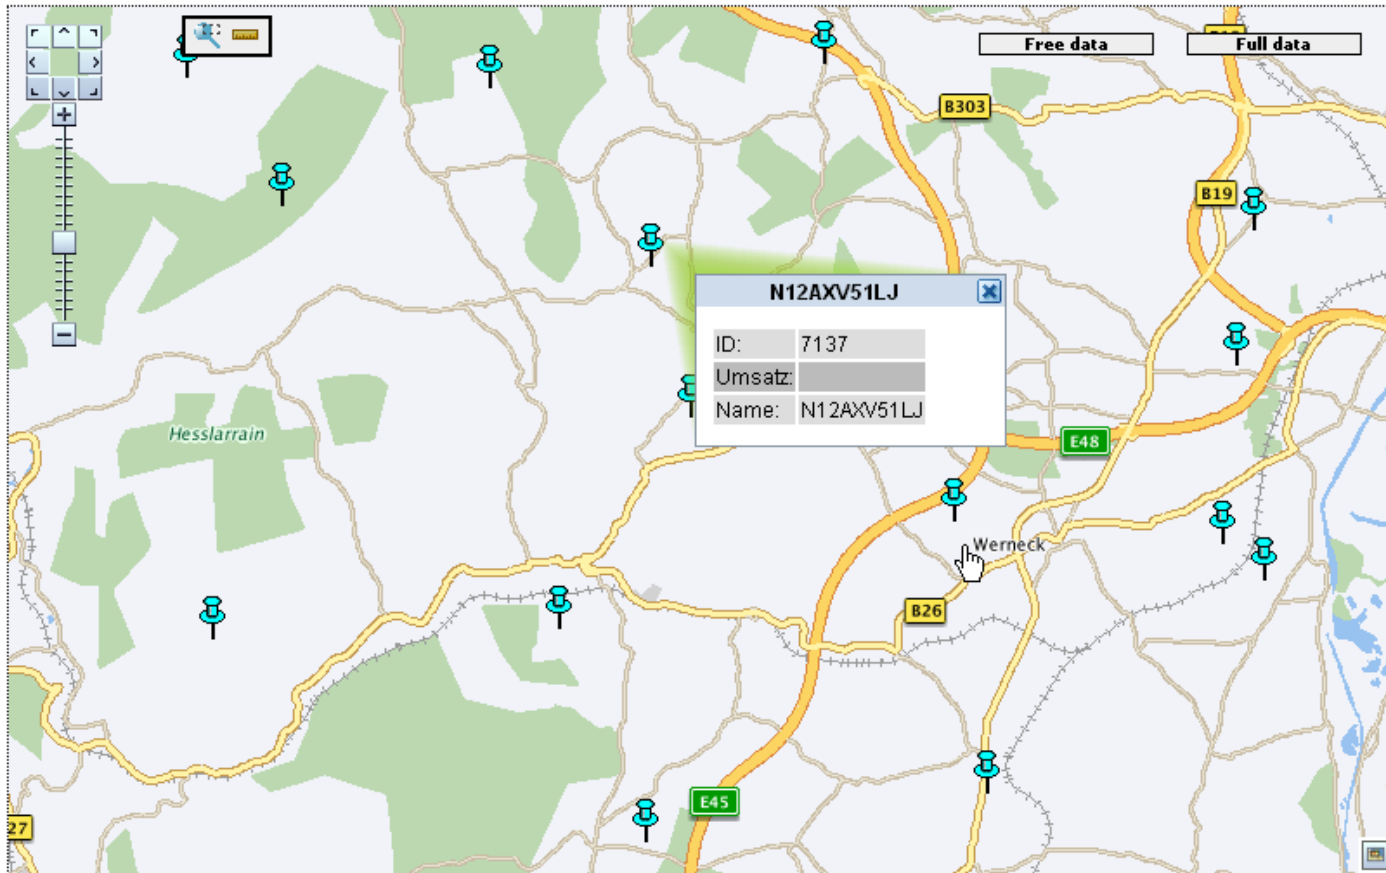 Free data
Full data
B303
B19
N12AXV51LJ
ID: 7137
Umsatz:
Name: N12AXV51LJ
Hesslarrain
E48
Werneck
B26
E45
27